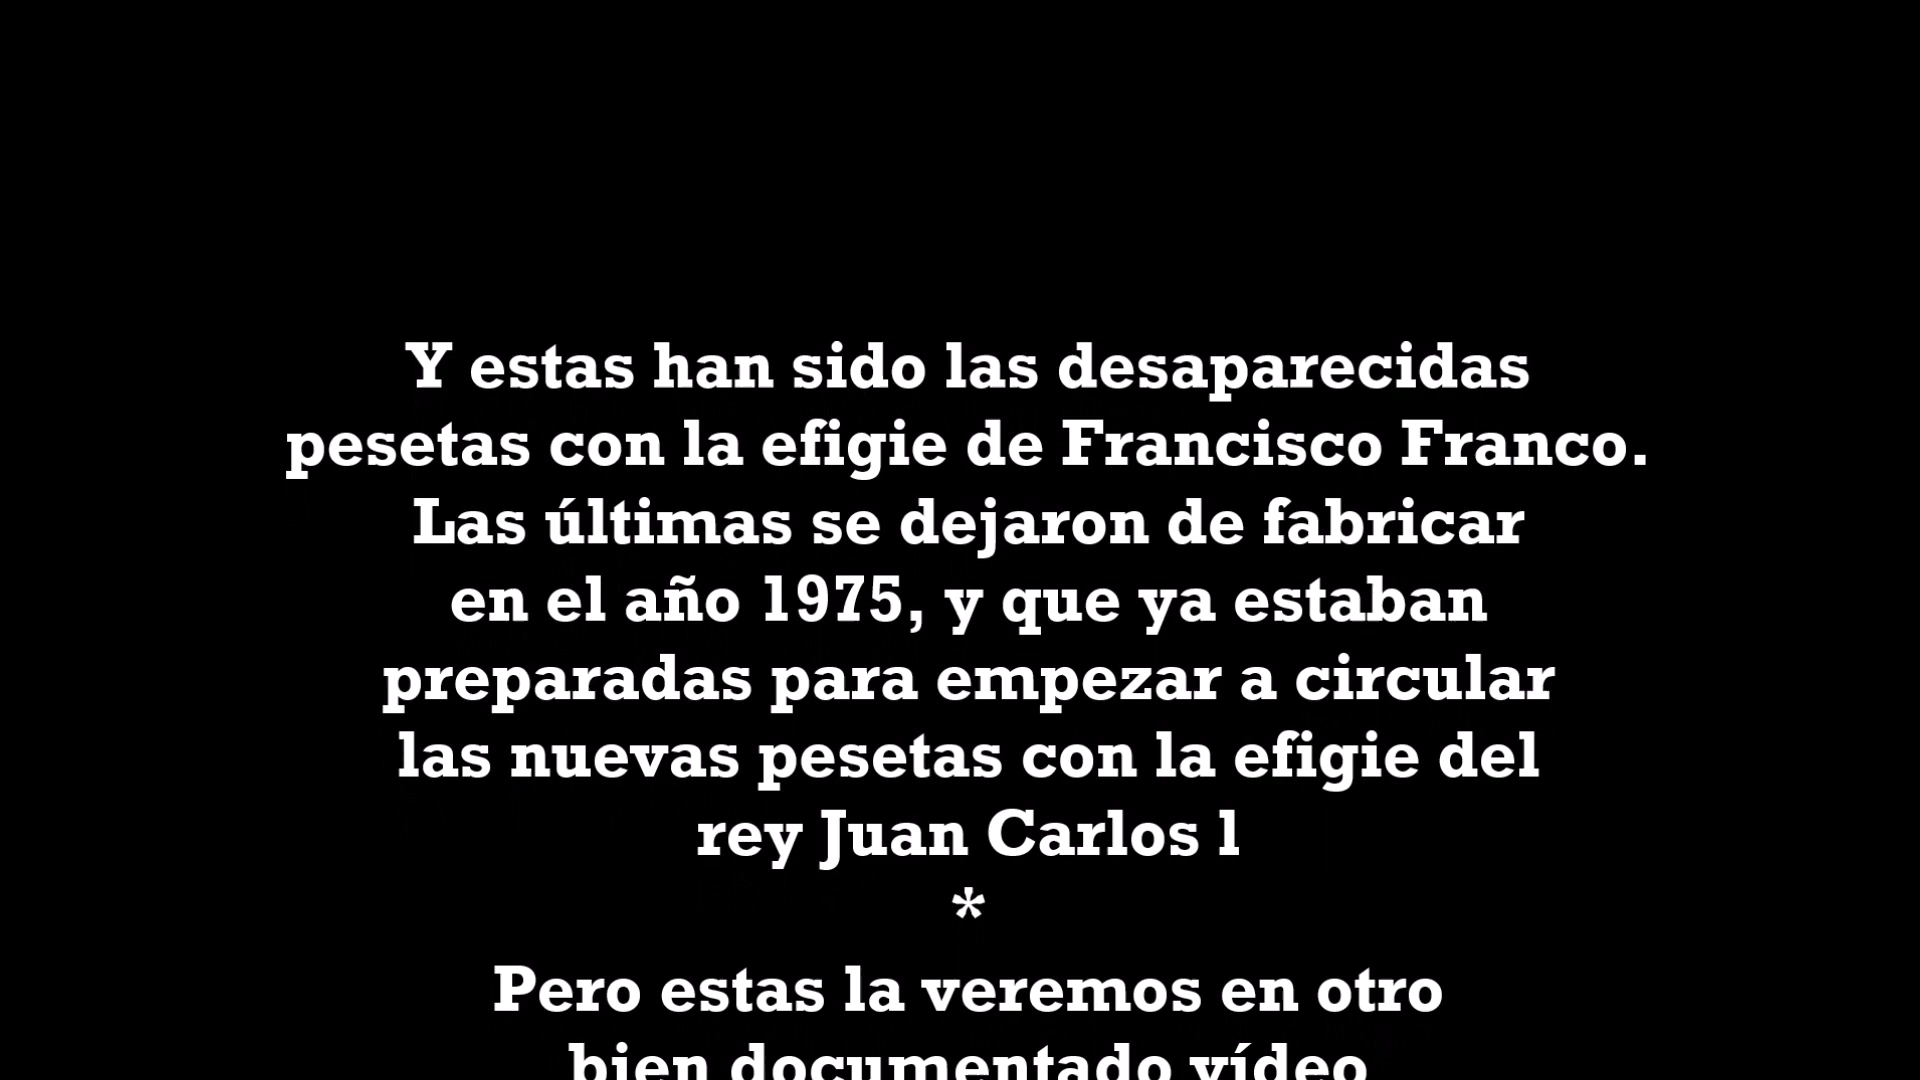 Y estas han sido las desaparecidas
pesetas con la efigie de Francisco Franco.
Las últimas se dejaron de fabricar
en el año 1975, y que ya estaban
preparadas para empezar a circular
las nuevas pesetas con la efigie del
rey Juan Carlos l
*
Pero estas la veremos en otro
bien documentado vídeo